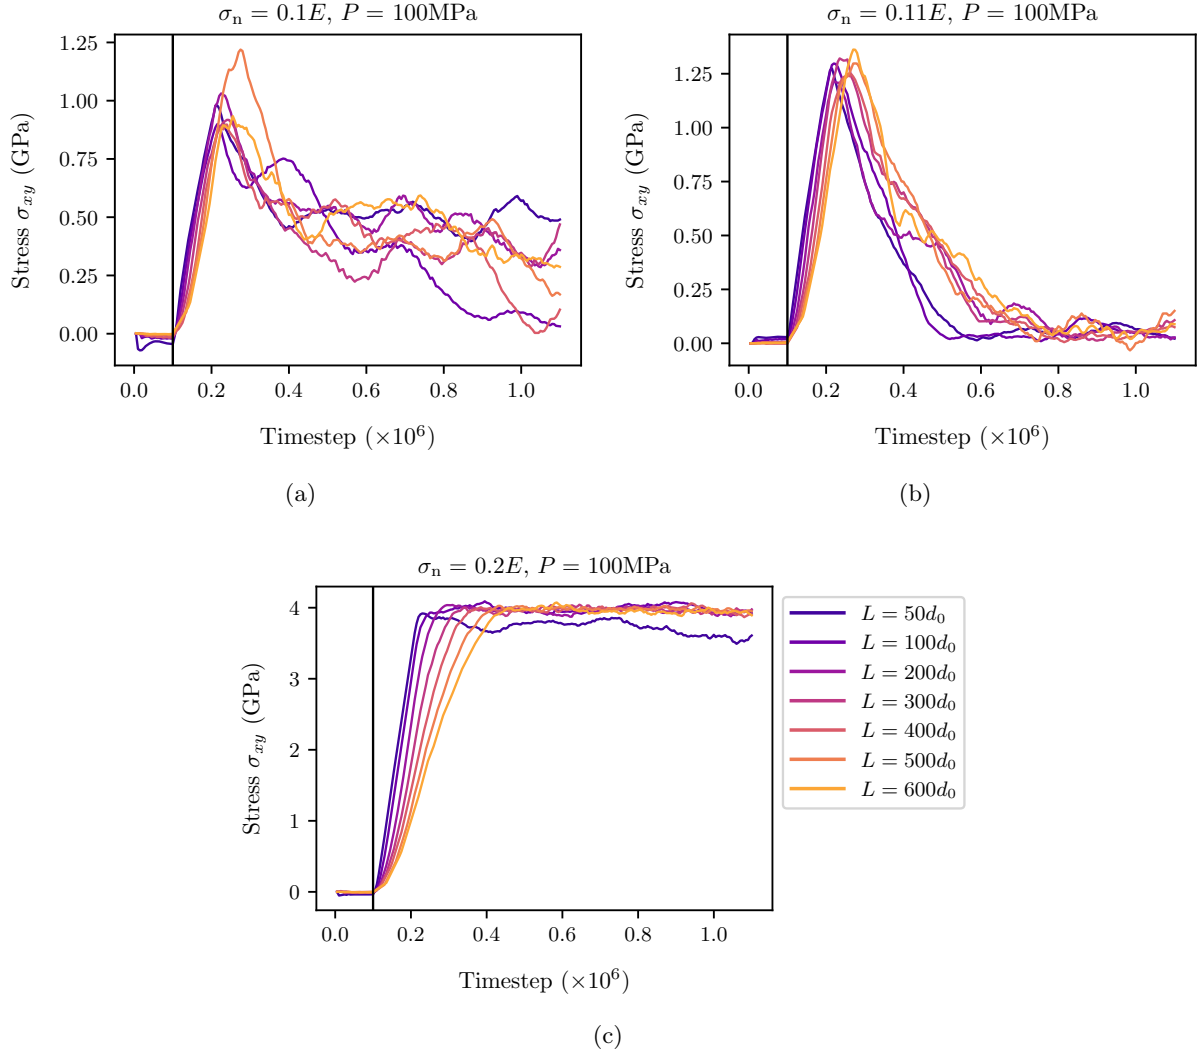 σn = 0.1E, P = 100MPa
Stress σxy (GPa)
1.25
1.00
0.75
0.50
0.25
0.00
0.0 0.2 0.4 0.6 0.8 1.0
Timestep (×10⁶)
(a)
σn = 0.11E, P = 100MPa
Stress σxy (GPa)
1.25
1.00
0.75
0.50
0.25
0.00
0.0 0.2 0.4 0.6 0.8 1.0
Timestep (×10⁶)
(b)
σn = 0.2E, P = 100MPa
Stress σxy (GPa)
4
3
2
1
0
0.0 0.2 0.4 0.6 0.8 1.0
Timestep (×10⁶)
L = 50d₀
L = 100d₀
L = 200d₀
L = 300d₀
L = 400d₀
L = 500d₀
L = 600d₀
(c)